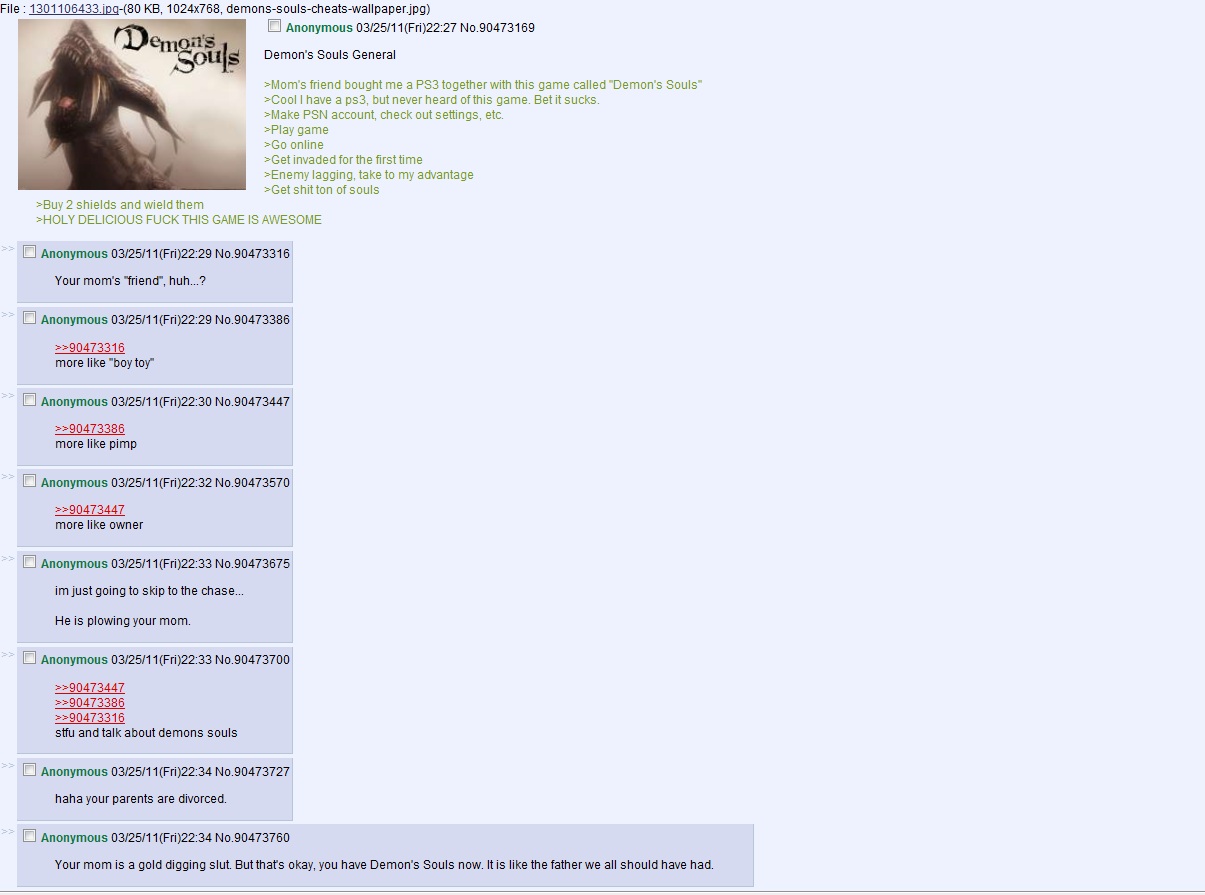 File : 1301106433.jpg-(80 KB, 1024x768, demons-souls-cheats-wallpaper.jpg)
Demon's
Souls
Anonymous 03/25/11(Fri)22:27 No.90473169
Demon's Souls General
>Mom's friend bought me a PS3 together with this game called "Demon's Souls"
>Cool I have a ps3, but never heard of this game. Bet it sucks.
>Make PSN account, check out settings, etc.
>Play game
>Go online
>Get invaded for the first time
>Enemy lagging, take to my advantage
>Get shit ton of souls
>Buy 2 shields and wield them
>HOLY DELICIOUS FUCK THIS GAME IS AWESOME
>> Anonymous 03/25/11(Fri)22:29 No.90473316
Your mom's "friend", huh...?
>> Anonymous 03/25/11(Fri)22:29 No.90473386
>>90473316
more like "boy toy"
>> Anonymous 03/25/11(Fri)22:30 No.90473447
>>90473386
more like pimp
>> Anonymous 03/25/11(Fri)22:32 No.90473570
>>90473447
more like owner
>> Anonymous 03/25/11(Fri)22:33 No.90473675
im just going to skip to the chase...
He is plowing your mom.
>> Anonymous 03/25/11(Fri)22:33 No.90473700
>>90473447
>>90473386
>>90473316
stfu and talk about demons souls
>> Anonymous 03/25/11(Fri)22:34 No.90473727
haha your parents are divorced.
>> Anonymous 03/25/11(Fri)22:34 No.90473760
Your mom is a gold digging slut. But that's okay, you have Demon's Souls now. It is like the father we all should have had.